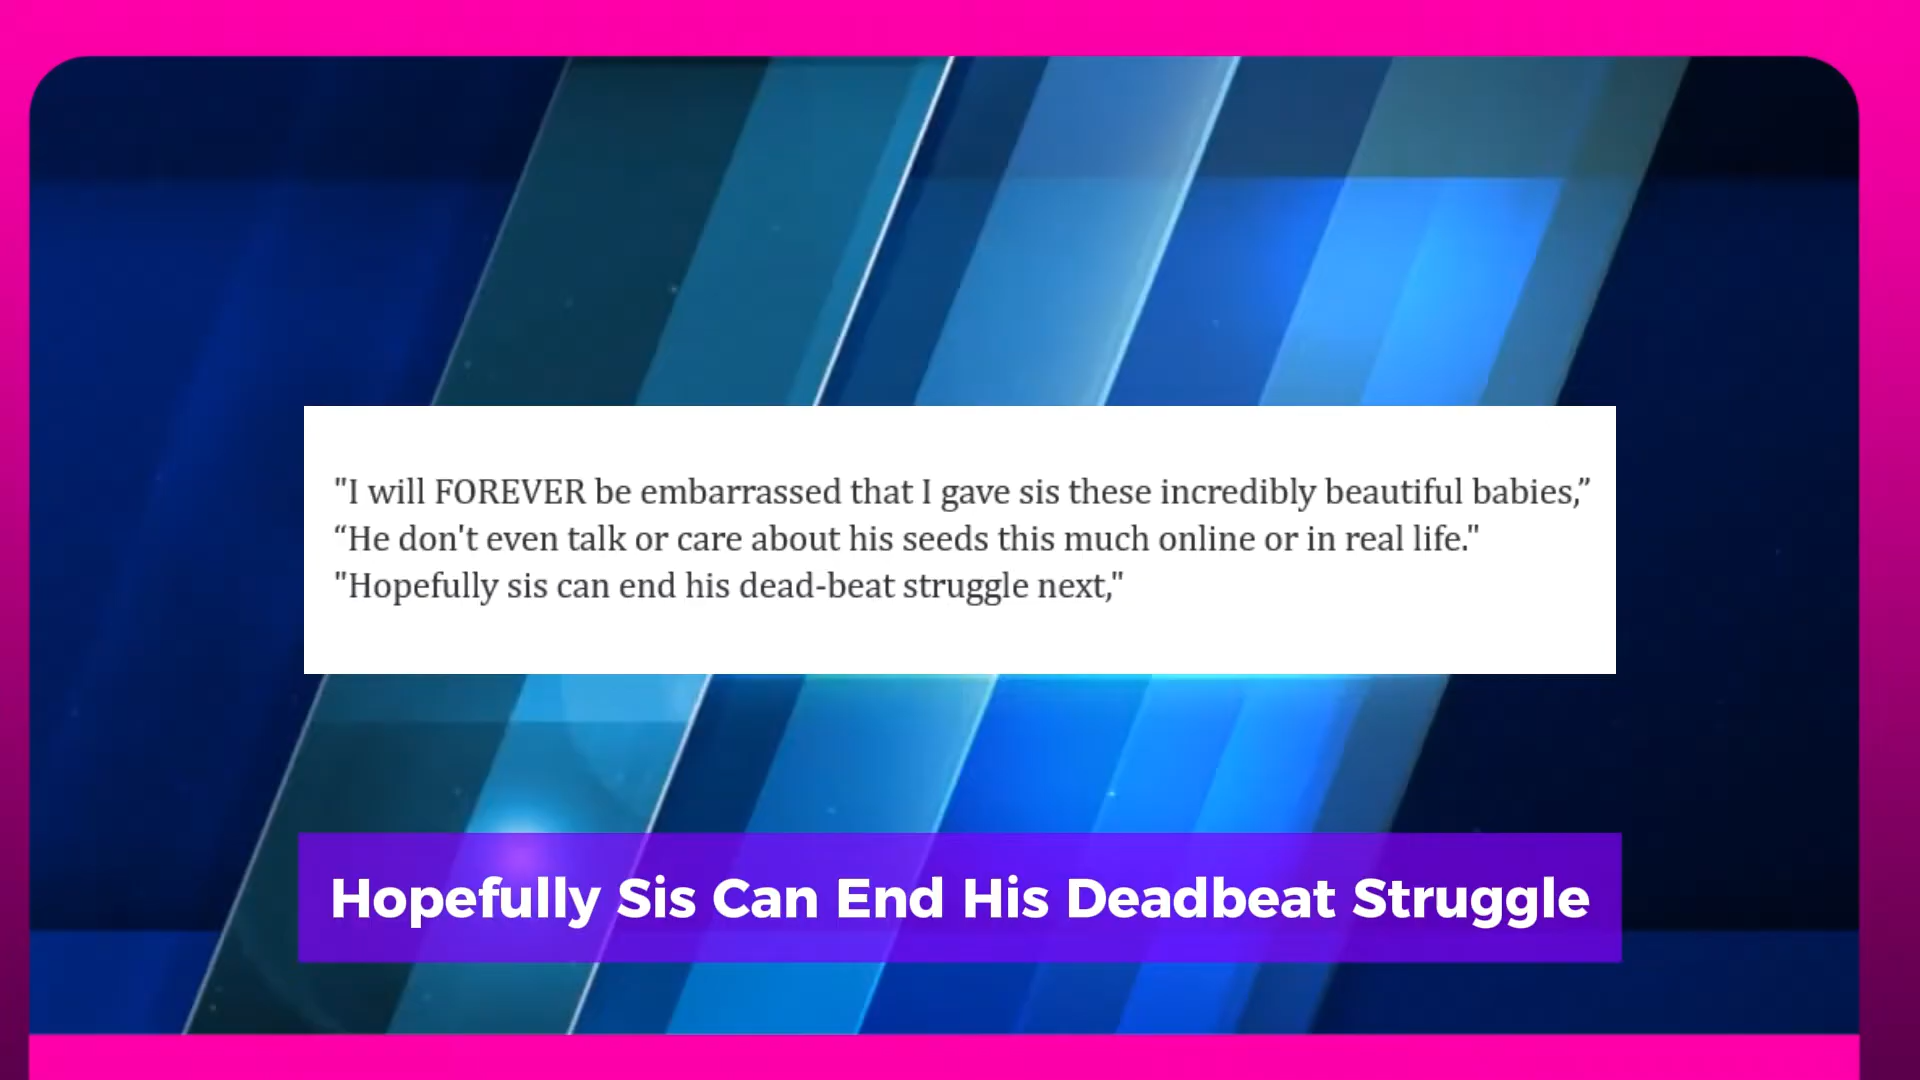 "I will FOREVER be embarrassed that I gave sis these incredibly beautiful babies,”
“He don't even talk or care about his seeds this much online or in real life."
"Hopefully sis can end his dead-beat struggle next,"
Hopefully Sis Can End His Deadbeat Struggle